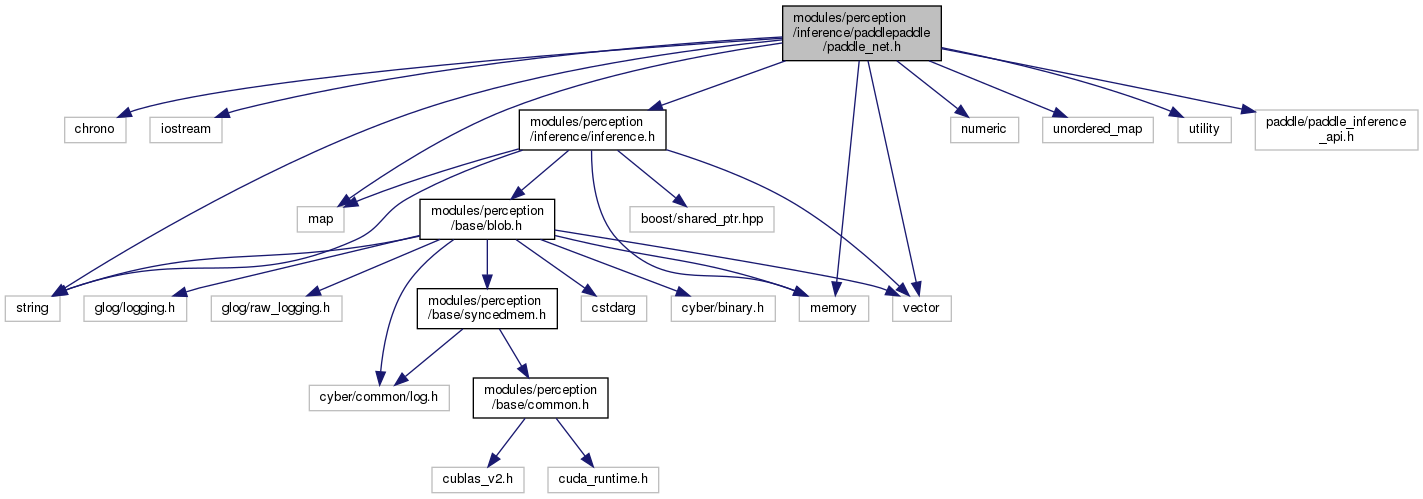 modules/perception
/inference/paddlepaddle
/paddle_net.h
chrono
iostream
modules/perception
/inference/inference.h
numeric
unordered_map
utility
paddle/paddle_inference
_api.h
map
modules/perception
/base/blob.h
boost/shared_ptr.hpp
string
glog/logging.h
glog/raw_logging.h
modules/perception
/base/syncedmem.h
cstdarg
cyber/binary.h
memory
vector
cyber/common/log.h
modules/perception
/base/common.h
cublas_v2.h
cuda_runtime.h